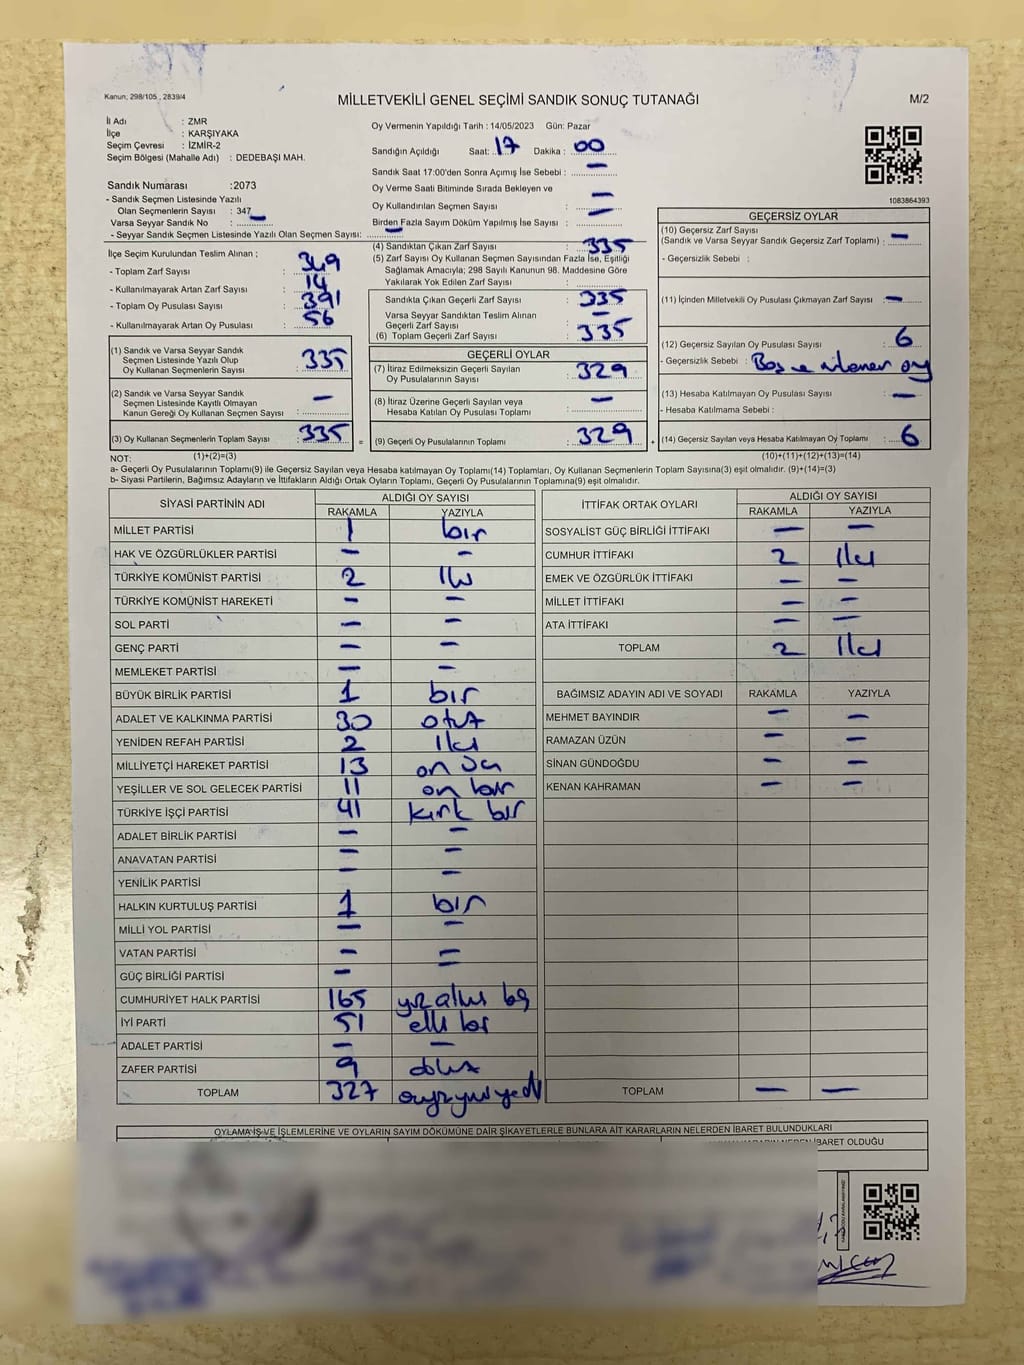 Kanun; 298/105 , 2839/4
MİLLETVEKİLİ GENEL SEÇİMİ SANDIK SONUÇ TUTANAĞI
M/2
İl Adı : ZMR
İlçe : KARŞIYAKA
Seçim Çevresi : İZMİR-2
Seçim Bölgesi (Mahalle Adı) : DEDEBAŞI MAH.
Sandık Numarası :2073
- Sandık Seçmen Listesinde Yazılı
Olan Seçmenlerin Sayısı : 347
Varsa Seyyar Sandık No : –
- Seyyar Sandık Seçmen Listesinde Yazılı Olan Seçmen Sayısı: –
Oy Vermenin Yapıldığı Tarih : 14/05/2023 Gün: Pazar
Sandığın Açıldığı Saat: 17 Dakika : 00
Sandık Saat 17:00'den Sonra Açımış İse Sebebi : –
Oy Verme Saati Bitiminde Sırada Bekleyen ve
Oy Kullandırılan Seçmen Sayısı : –
Birden Fazla Sayım Döküm Yapılmış İse Sayısı : –
1083864393
İlçe Seçim Kurulundan Teslim Alınan ;
- Toplam Zarf Sayısı : 349
- Kullanılmayarak Artan Zarf Sayısı : 14
- Toplam Oy Pusulası Sayısı : 391
- Kullanılmayarak Artan Oy Pusulası : 56
(4) Sandıktan Çıkan Zarf Sayısı : 335
(5) Zarf Sayısı Oy Kullanan Seçmen Sayısından Fazla İse, Eşitliği
Sağlamak Amacıyla; 298 Sayılı Kanunun 98. Maddesine Göre
Yakılarak Yok Edilen Zarf Sayısı :
Sandıkta Çıkan Geçerli Zarf Sayısı : 335
Varsa Seyyar Sandıktan Teslim Alınan
Geçerli Zarf Sayısı : –
(6) Toplam Geçerli Zarf Sayısı : 335
GEÇERSİZ OYLAR
(10) Geçersiz Zarf Sayısı
(Sandık ve Varsa Seyyar Sandık Geçersiz Zarf Toplamı) : –
- Geçersizlik Sebebi :
(11) İçinden Milletvekili Oy Pusulası Çıkmayan Zarf Sayısı : –
(12) Geçersiz Sayılan Oy Pusulası Sayısı : 6
- Geçersizlik Sebebi : Boş ve oy
(13) Hesaba Katılmayan Oy Pusulası Sayısı : –
- Hesaba Katılmama Sebebi :
(14) Geçersiz Sayılan veya Hesaba Katılmayan Oy Toplamı : 6
(1) Sandık ve Varsa Seyyar Sandık
Seçmen Listesinde Yazılı Olup
Oy Kullanan Seçmenlerin Sayısı : 335
(2) Sandık ve Varsa Seyyar Sandık
Seçmen Listesinde Kayıtlı Olmayan
Kanun Gereği Oy Kullanan Seçmen Sayısı : –
(3) Oy Kullanan Seçmenlerin Toplam Sayısı : 335 =
GEÇERLİ OYLAR
(7) İtiraz Edilmeksizin Geçerli Sayılan
Oy Pusulalarının Sayısı : 329
(8) İtiraz Üzerine Geçerli Sayılan veya
Hesaba Katılan Oy Pusulası Toplamı : –
(9) Geçerli Oy Pusulalarının Toplamı : 329 +
NOT: (1)+(2)=(3)
(10)+(11)+(12)+(13)=(14)
a- Geçerli Oy Pusulalarının Toplamı(9) ile Geçersiz Sayılan veya Hesaba katılmayan Oy Toplamı(14) Toplamları, Oy Kullanan Seçmenlerin Toplam Sayısına(3) eşit olmalıdır. (9)+(14)=(3)
b- Siyasi Partilerin, Bağımsız Adayların ve İttifakların Aldığı Ortak Oyların Toplamı, Geçerli Oy Pusulalarının Toplamına(9) eşit olmalıdır.
SİYASİ PARTİNİN ADI ALDIĞI OY SAYISI
RAKAMLA YAZIYLA
MİLLET PARTİSİ 1 bir
HAK VE ÖZGÜRLÜKLER PARTİSİ – –
TÜRKİYE KOMÜNİST PARTİSİ 2 iki
TÜRKİYE KOMÜNİST HAREKETİ – –
SOL PARTİ – –
GENÇ PARTİ – –
MEMLEKET PARTİSİ – –
BÜYÜK BİRLİK PARTİSİ 1 bir
ADALET VE KALKINMA PARTİSİ 30 otuz
YENİDEN REFAH PARTİSİ 2 iki
MİLLİYETÇİ HAREKET PARTİSİ 13 on üç
YEŞİLLER VE SOL GELECEK PARTİSİ 11 on bir
TÜRKİYE İŞÇİ PARTİSİ 41 kırk bir
ADALET BİRLİK PARTİSİ – –
ANAVATAN PARTİSİ – –
YENİLİK PARTİSİ – –
HALKIN KURTULUŞ PARTİSİ 1 bir
MİLLİ YOL PARTİSİ – –
VATAN PARTİSİ – –
GÜÇ BİRLİĞİ PARTİSİ – –
CUMHURİYET HALK PARTİSİ 165 yüz altmış beş
İYİ PARTİ 51 elli bir
ADALET PARTİSİ – –
ZAFER PARTİSİ 9 dokuz
TOPLAM 327 üçyüzyirmiyedi
İTTİFAK ORTAK OYLARI ALDIĞI OY SAYISI
RAKAMLA YAZIYLA
SOSYALİST GÜÇ BİRLİĞİ İTTİFAKI – –
CUMHUR İTTİFAKI 2 iki
EMEK VE ÖZGÜRLÜK İTTİFAKI – –
MİLLET İTTİFAKI – –
ATA İTTİFAKI – –
TOPLAM 2 iki
BAĞIMSIZ ADAYIN ADI VE SOYADI RAKAMLA YAZIYLA
MEHMET BAYINDIR – –
RAMAZAN ÜZÜN – –
SİNAN GÜNDOĞDU – –
KENAN KAHRAMAN – –
TOPLAM – –
OYLAMA İŞ VE İŞLEMLERİNE VE OYLARIN SAYIM DÖKÜMÜNE DAİR ŞİKAYETLERLE BUNLARA AİT KARARLARIN NELERDEN İBARET BULUNDUKLARI
İBARET OLDUĞU